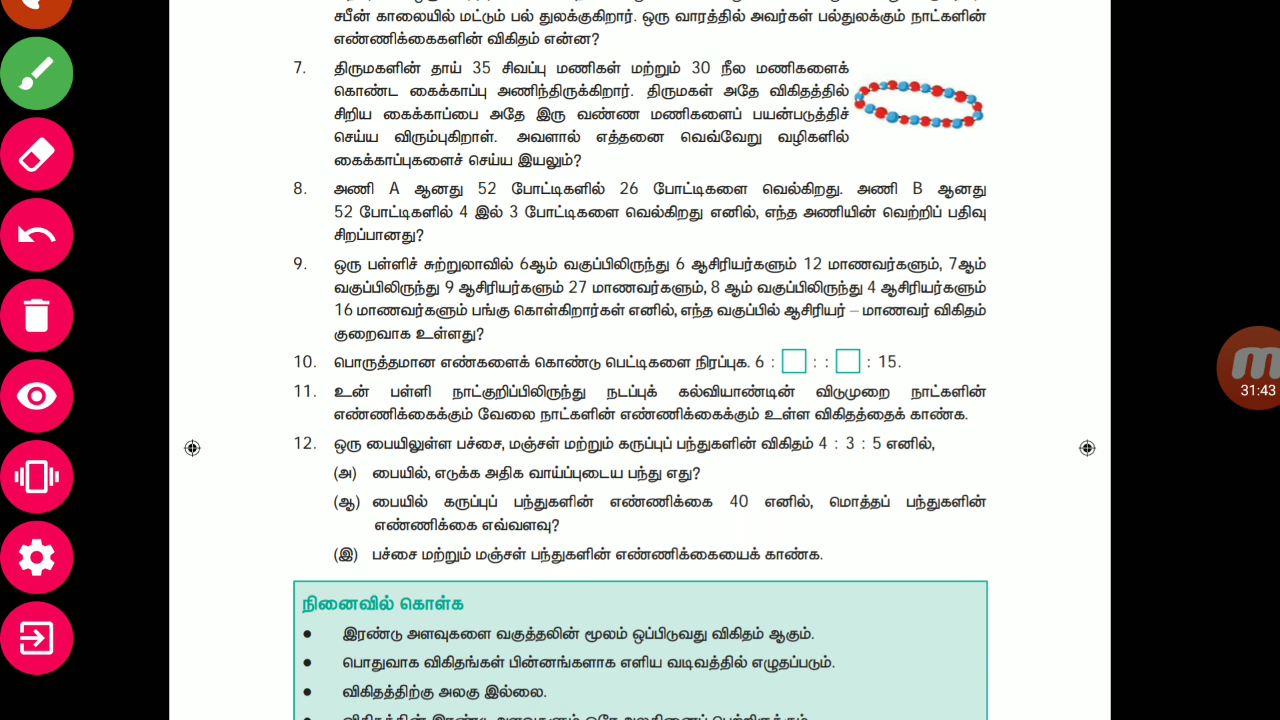 சபீன் காலையில் மட்டும் பல் துலக்குகிறார். ஒரு வாரத்தில் அவர்கள் பல்துலக்கும் நாட்களின்
எண்ணிக்கைகளின் விகிதம் என்ன?
7. திருமகளின் தாய் 35 சிவப்பு மணிகள் மற்றும் 30 நீல மணிகளைக்
கொண்ட கைக்காப்பு அணிந்திருக்கிறார். திருமகள் அதே விகிதத்தில்
சிறிய கைக்காப்பை அதே இரு வண்ண மணிகளைப் பயன்படுத்திச்
செய்ய விரும்புகிறாள். அவளால் எத்தனை வெவ்வேறு வழிகளில்
கைக்காப்புகளைச் செய்ய இயலும்?
8. அணி A ஆனது 52 போட்டிகளில் 26 போட்டிகளை வெல்கிறது. அணி B ஆனது
52 போட்டிகளில் 4 இல் 3 போட்டிகளை வெல்கிறது எனில், எந்த அணியின் வெற்றிப் பதிவு
சிறப்பானது?
9. ஒரு பள்ளிச் சுற்றுலாவில் 6ஆம் வகுப்பிலிருந்து 6 ஆசிரியர்களும் 12 மாணவர்களும், 7ஆம்
வகுப்பிலிருந்து 9 ஆசிரியர்களும் 27 மாணவர்களும், 8 ஆம் வகுப்பிலிருந்து 4 ஆசிரியர்களும்
16 மாணவர்களும் பங்கு கொள்கிறார்கள் எனில், எந்த வகுப்பில் ஆசிரியர் – மாணவர் விகிதம்
குறைவாக உள்ளது?
10. பொருத்தமான எண்களைக் கொண்டு பெட்டிகளை நிரப்புக. 6 : : : : 15.
11. உன் பள்ளி நாட்குறிப்பிலிருந்து நடப்புக் கல்வியாண்டின் விடுமுறை நாட்களின்
எண்ணிக்கைக்கும் வேலை நாட்களின் எண்ணிக்கைக்கும் உள்ள விகிதத்தைக் காண்க.
12. ஒரு பையிலுள்ள பச்சை, மஞ்சள் மற்றும் கருப்புப் பந்துகளின் விகிதம் 4 : 3 : 5 எனில்,
(அ) பையில், எடுக்க அதிக வாய்ப்புடைய பந்து எது?
(ஆ) பையில் கருப்புப் பந்துகளின் எண்ணிக்கை 40 எனில், மொத்தப் பந்துகளின்
எண்ணிக்கை எவ்வளவு?
(இ) பச்சை மற்றும் மஞ்சள் பந்துகளின் எண்ணிக்கையைக் காண்க.
நினைவில் கொள்க
● இரண்டு அளவுகளை வகுத்தலின் மூலம் ஒப்பிடுவது விகிதம் ஆகும்.
● பொதுவாக விகிதங்கள் பின்னங்களாக எளிய வடிவத்தில் எழுதப்படும்.
● விகிதத்திற்கு அலகு இல்லை.
31:43